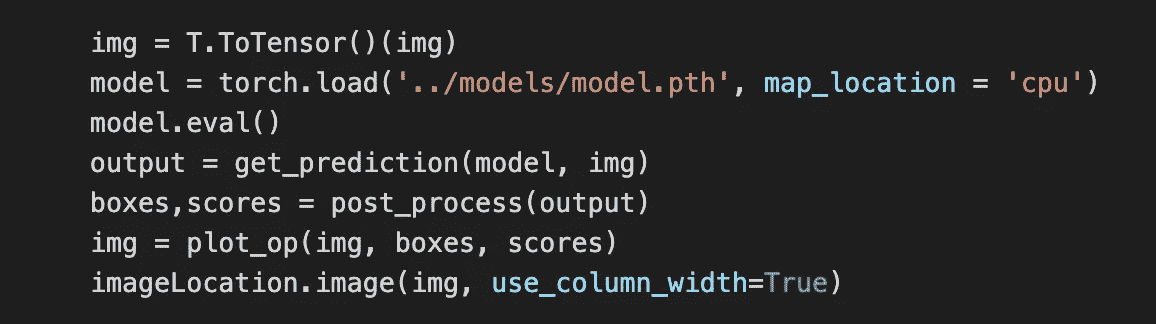 img = T.ToTensor()(img)
model = torch.load('../models/model.pth', map_location = 'cpu')
model.eval()
output = get_prediction(model, img)
boxes,scores = post_process(output)
img = plot_op(img, boxes, scores)
imageLocation.image(img, use_column_width=True)